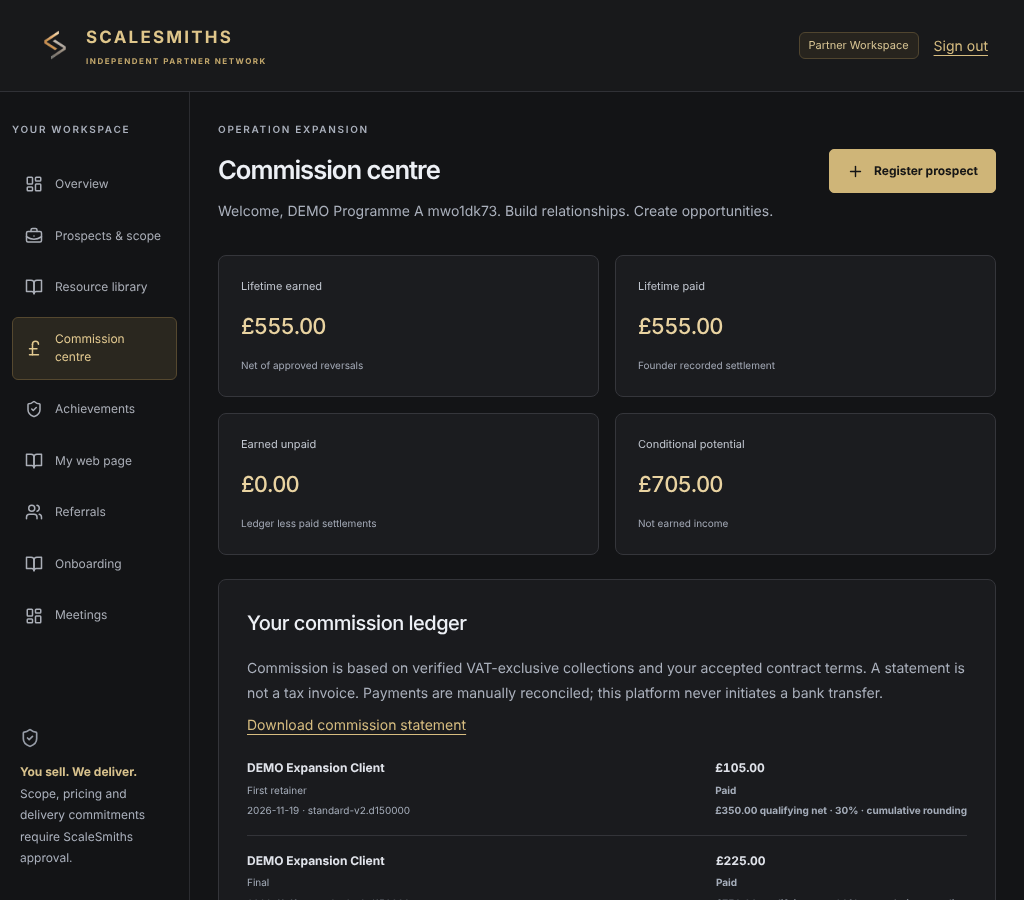 SCALESMITHS
INDEPENDENT PARTNER NETWORK
Partner Workspace
Sign out
YOUR WORKSPACE
Overview
Prospects & scope
Resource library
Commission
centre
Achievements
My web page
Referrals
Onboarding
Meetings
You sell. We deliver.
Scope, pricing and
delivery commitments
require ScaleSmiths
approval.
OPERATION EXPANSION
Commission centre
Register prospect
Welcome, DEMO Programme A mwo1dk73. Build relationships. Create opportunities.
Lifetime earned
£555.00
Net of approved reversals
Lifetime paid
£555.00
Founder recorded settlement
Earned unpaid
£0.00
Ledger less paid settlements
Conditional potential
£705.00
Not earned income
Your commission ledger
Commission is based on verified VAT-exclusive collections and your accepted contract terms. A statement is
not a tax invoice. Payments are manually reconciled; this platform never initiates a bank transfer.
Download commission statement
DEMO Expansion Client
£105.00
First retainer
Paid
2026-11-19 · standard-v2.d150000
£350.00 qualifying net · 30% · cumulative rounding
DEMO Expansion Client
£225.00
Final
Paid